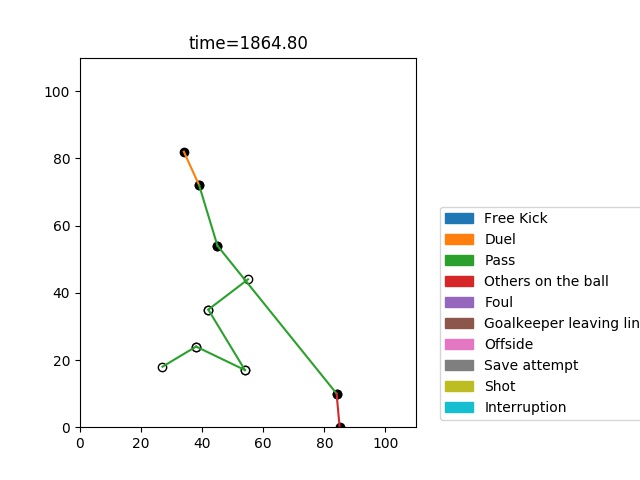 time=1864.80
100
80
60
40
20
0
0 20 40 60 80 100
Free Kick
Duel
Pass
Others on the ball
Foul
Goalkeeper leaving lin
Offside
Save attempt
Shot
Interruption